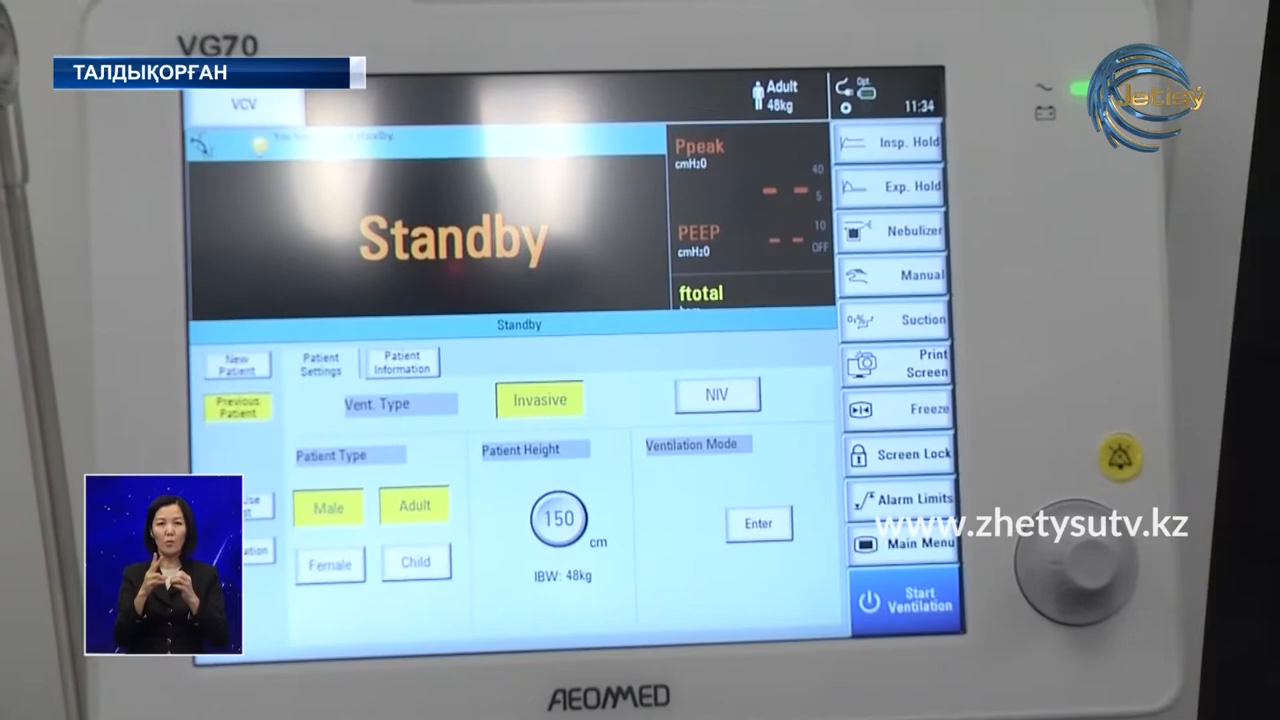 VG70
ТАЛДЫҚОРҒАН
Jetisý
VCV
Adult
48kg
Opt.
11:34
standby.
Standby
Ppeak
cmH2O
40
5
PEEP
cmH2O
10
OFF
ftotal
Insp. Hold
Exp. Hold
Nebulizer
Manual
Suction
Print
Screen
Freeze
Screen Lock
Alarm Limits
Main Menu
Start
Ventilation
Standby
New
Patient
Previous
Patient
Patient
Settings
Patient
Information
Vent. Type
Invasive
NIV
Patient Type
Male
Adult
Female
Child
Patient Height
150
cm
IBW: 48kg
Ventilation Mode
Enter
www.zhetysutv.kz
AEONMED